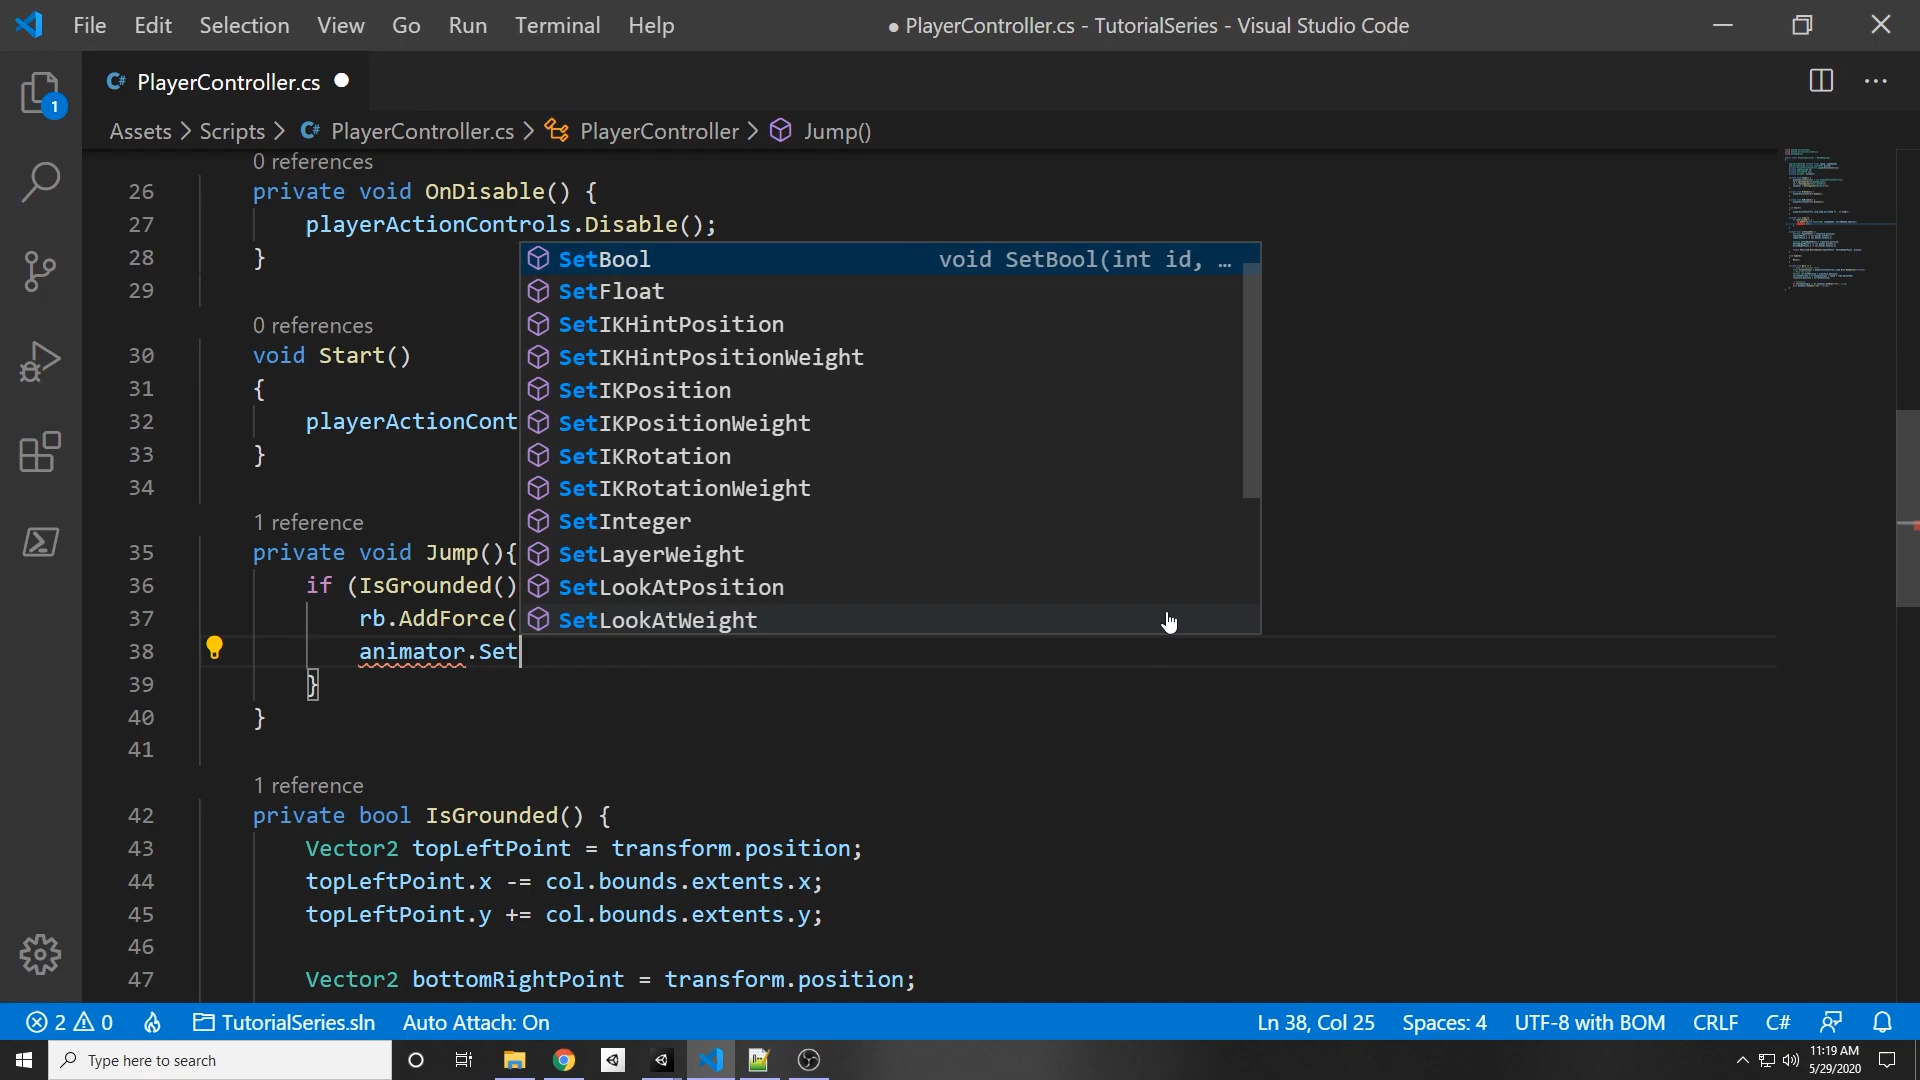 File Edit Selection View Go Run Terminal Help ● PlayerController.cs - TutorialSeries - Visual Studio Code
C# PlayerController.cs ●
1
Assets > Scripts > C# PlayerController.cs > PlayerController > Jump()
0 references
26 private void OnDisable() {
27 playerActionControls.Disable();
28 }
29
0 references
30 void Start()
31 {
32 playerActionCont
33 }
34
1 reference
35 private void Jump(){
36 if (IsGrounded()
37 rb.AddForce(
38 animator.Set
39 }
40 }
41
1 reference
42 private bool IsGrounded() {
43 Vector2 topLeftPoint = transform.position;
44 topLeftPoint.x -= col.bounds.extents.x;
45 topLeftPoint.y += col.bounds.extents.y;
46
47 Vector2 bottomRightPoint = transform.position;
SetBool void SetBool(int id, …
SetFloat
SetIKHintPosition
SetIKHintPositionWeight
SetIKPosition
SetIKPositionWeight
SetIKRotation
SetIKRotationWeight
SetInteger
SetLayerWeight
SetLookAtPosition
SetLookAtWeight
2 0 TutorialSeries.sln Auto Attach: On Ln 38, Col 25 Spaces: 4 UTF-8 with BOM CRLF C#
Type here to search
11:19 AM
5/29/2020